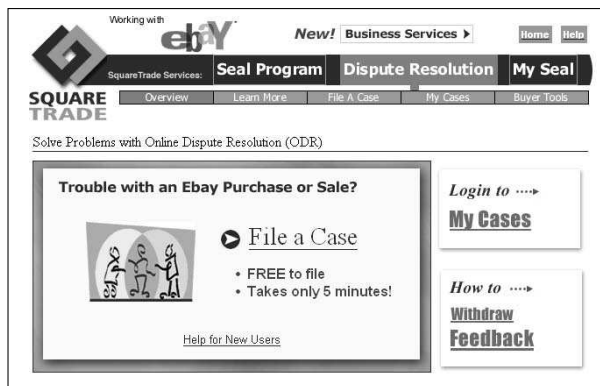 Working with
ebaY
New! Business Services
Home Help
SquareTrade Services: Seal Program Dispute Resolution My Seal
SQUARE
TRADE
Overview Learn More File A Case My Cases Buyer Tools
Solve Problems with Online Dispute Resolution (ODR)
Trouble with an Ebay Purchase or Sale?
File a Case
• FREE to file
• Takes only 5 minutes!
Help for New Users
Login to
My Cases
How to
Withdraw
Feedback